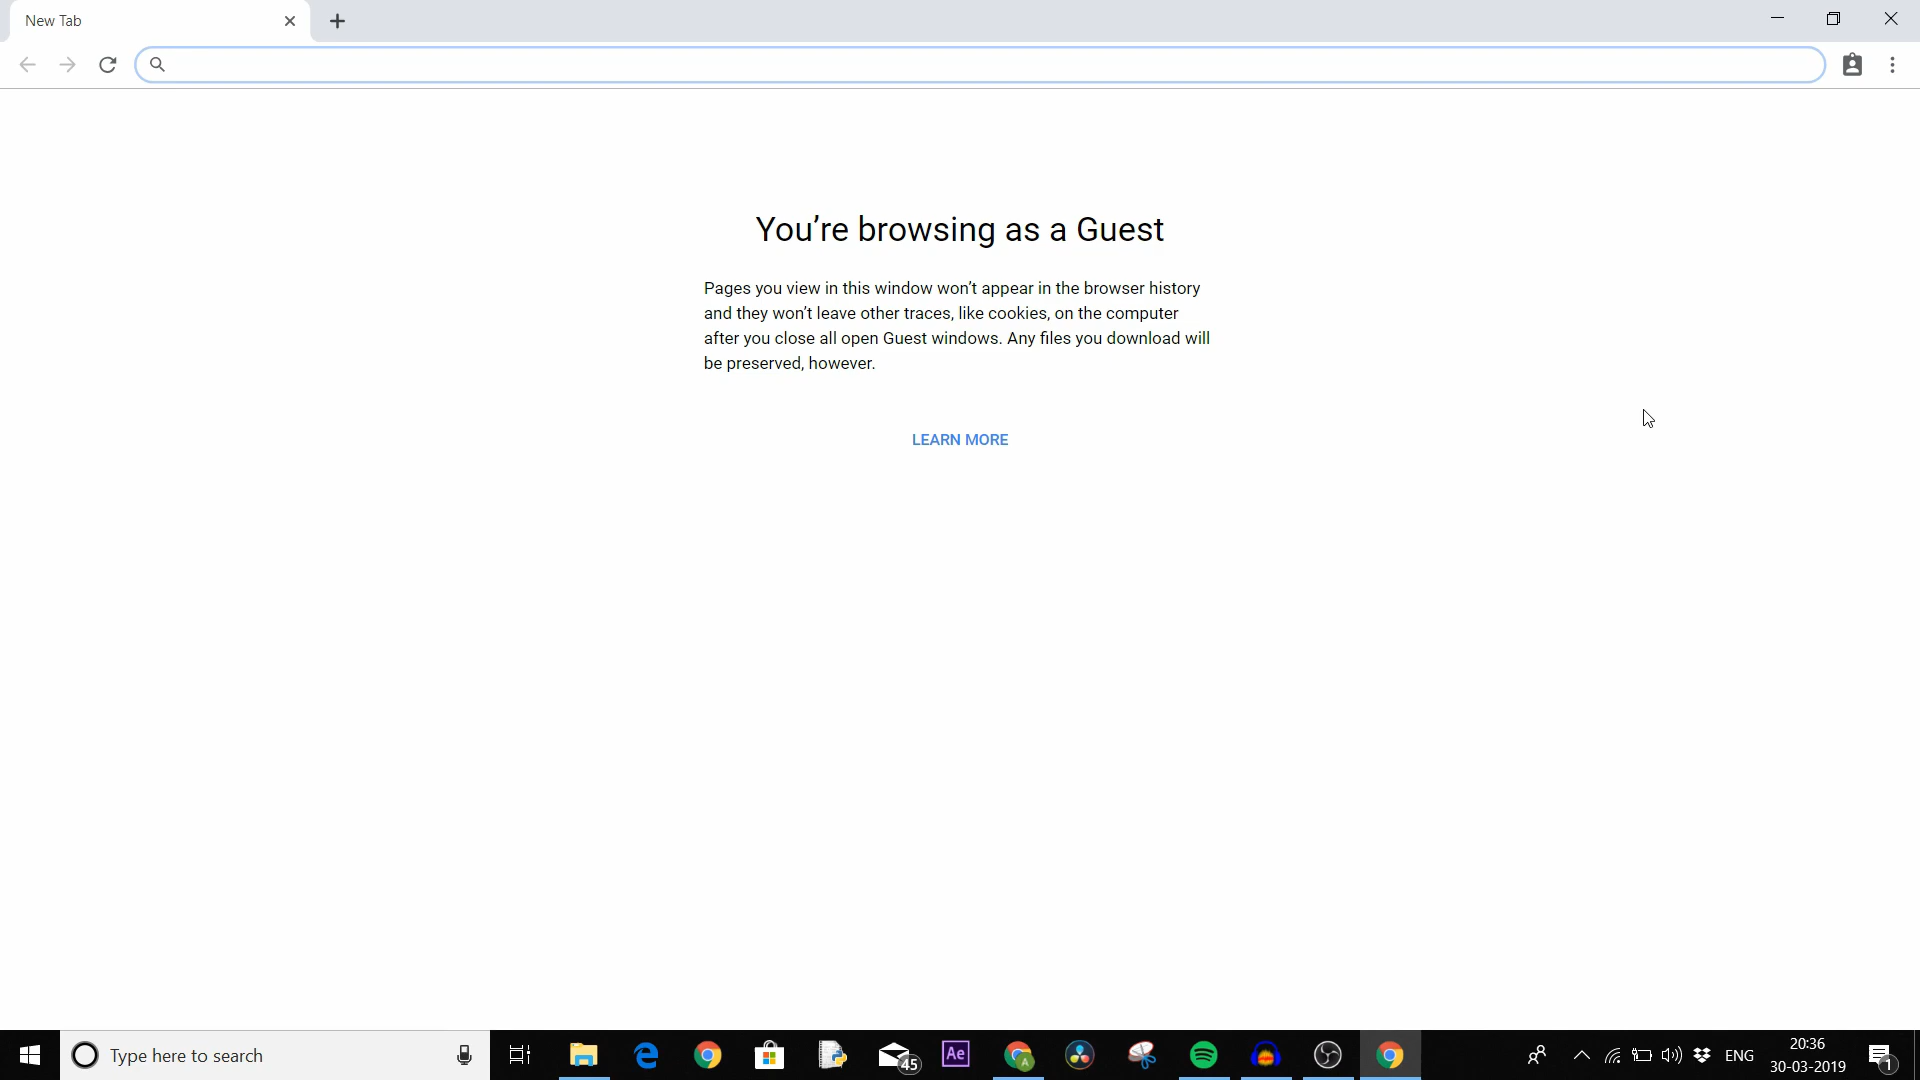 New Tab
You're browsing as a Guest
Pages you view in this window won't appear in the browser history
and they won't leave other traces, like cookies, on the computer
after you close all open Guest windows. Any files you download will
be preserved, however.
LEARN MORE
Type here to search
45
Ae
A
ENG
20:36
30-03-2019
1